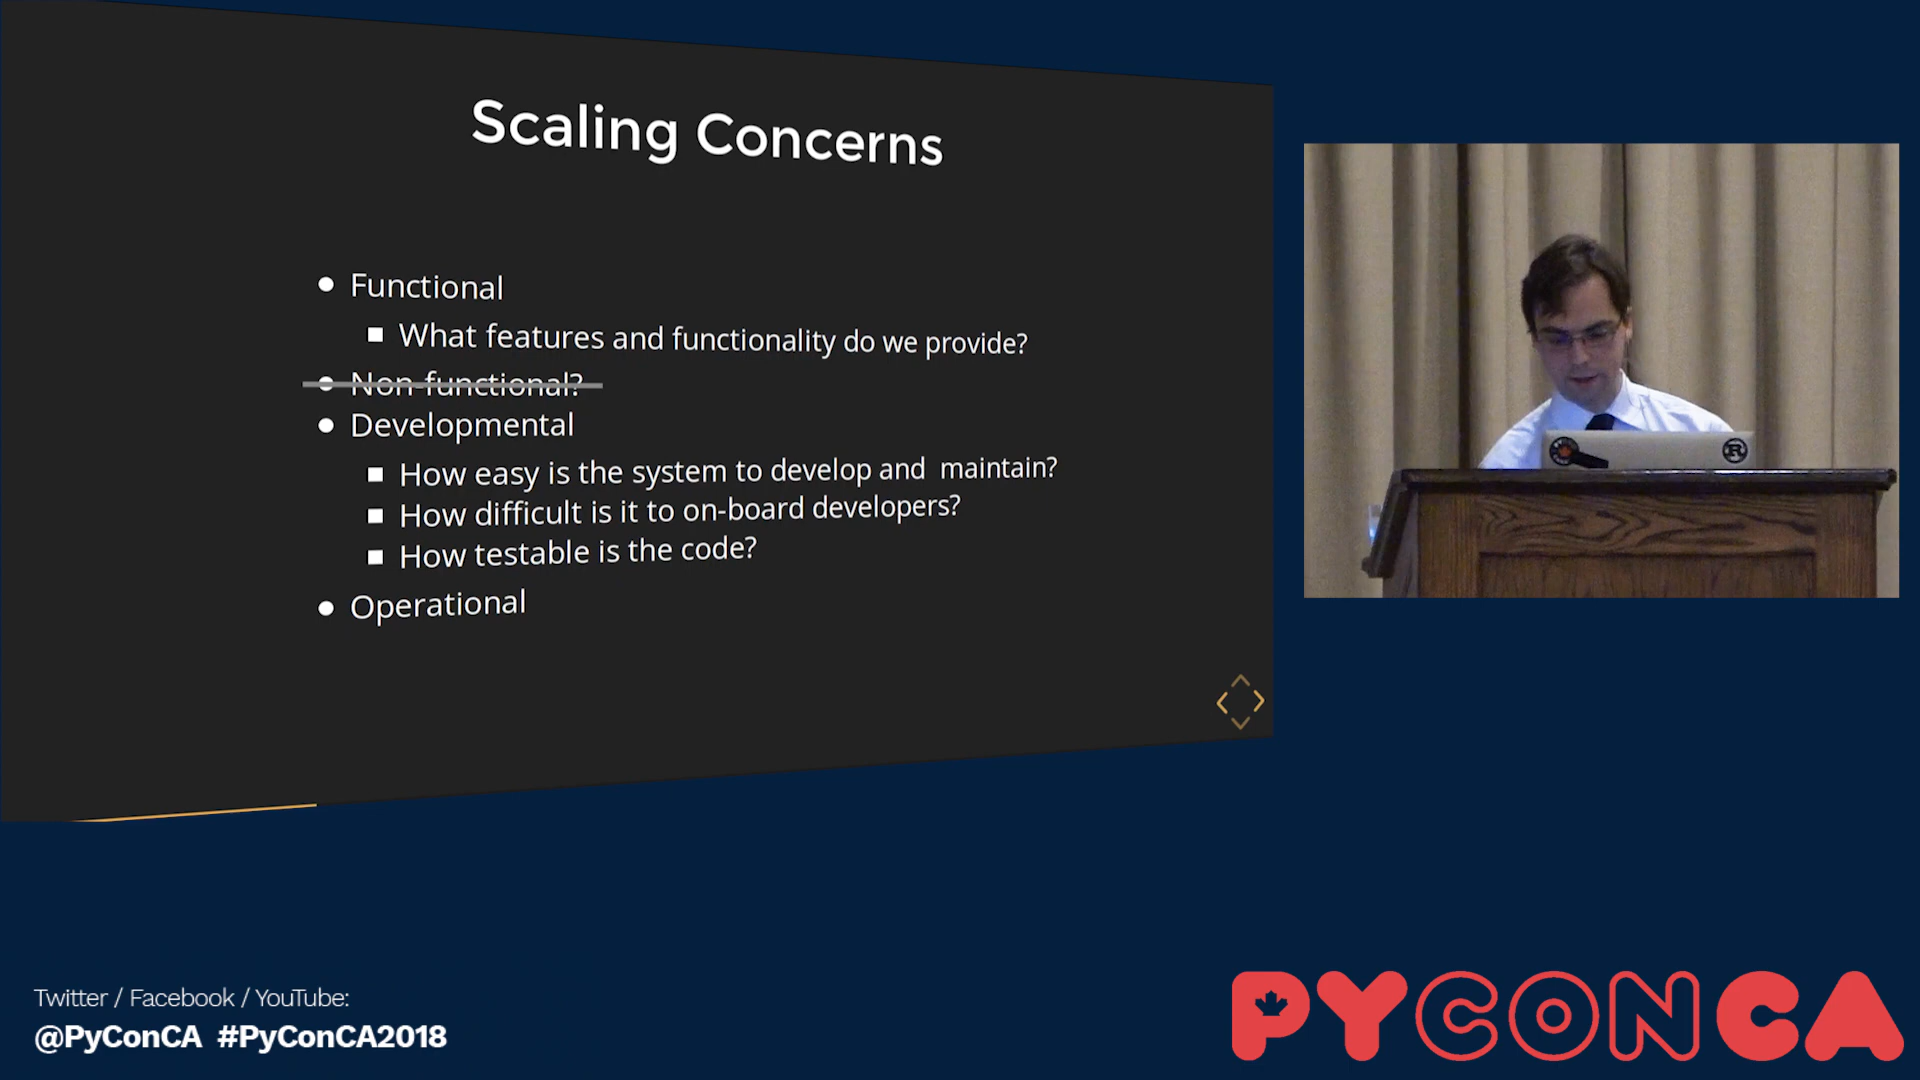 Scaling Concerns
Functional
What features and functionality do we provide?
Non-functional?
Developmental
How easy is the system to develop and maintain?
How difficult is it to on-board developers?
How testable is the code?
Operational
R
Twitter / Facebook / YouTube:
@PyConCA #PyConCA2018
PYCONCA